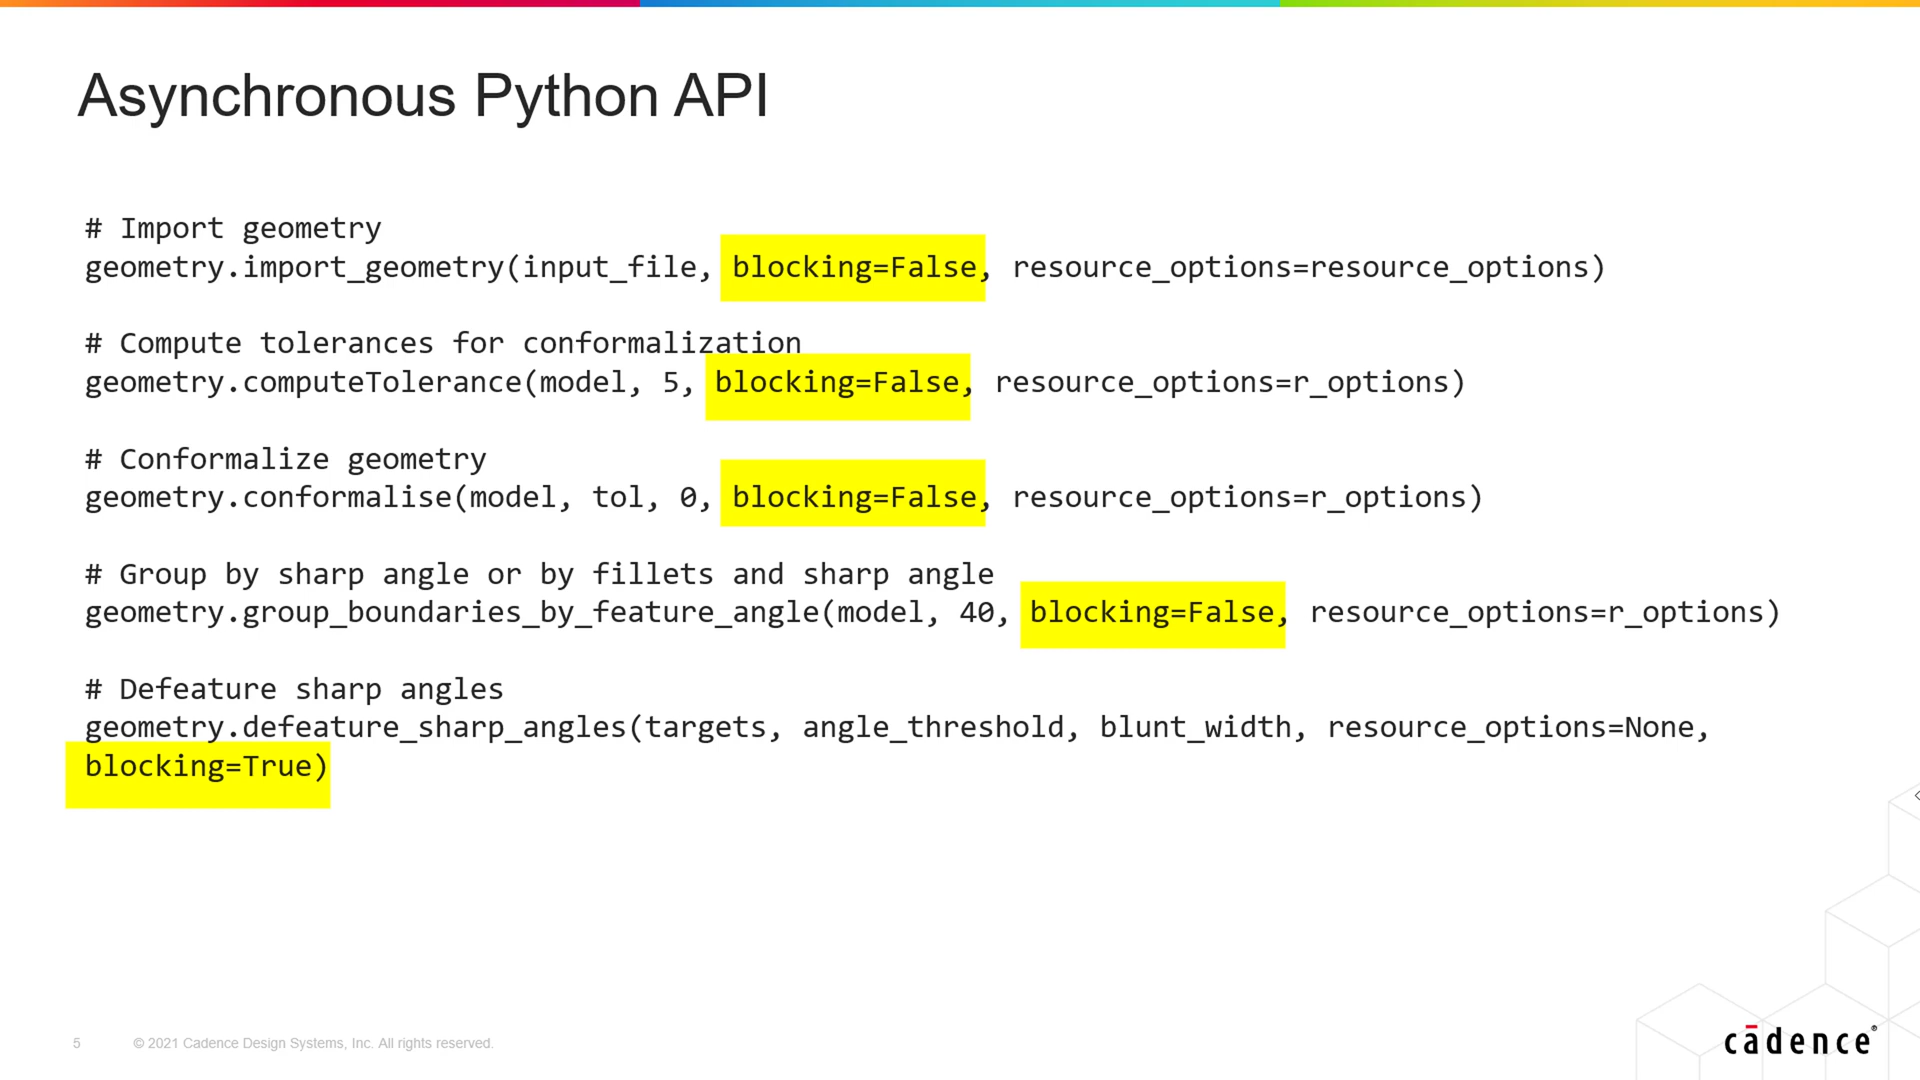 Asynchronous Python API
# Import geometry
geometry.import_geometry(input_file, blocking=False, resource_options=resource_options)
# Compute tolerances for conformalization
geometry.computeTolerance(model, 5, blocking=False, resource_options=r_options)
# Conformalize geometry
geometry.conformalise(model, tol, 0, blocking=False, resource_options=r_options)
# Group by sharp angle or by fillets and sharp angle
geometry.group_boundaries_by_feature_angle(model, 40, blocking=False, resource_options=r_options)
# Defeature sharp angles
geometry.defeature_sharp_angles(targets, angle_threshold, blunt_width, resource_options=None,
blocking=True)
5 © 2021 Cadence Design Systems, Inc. All rights reserved.
cādence®